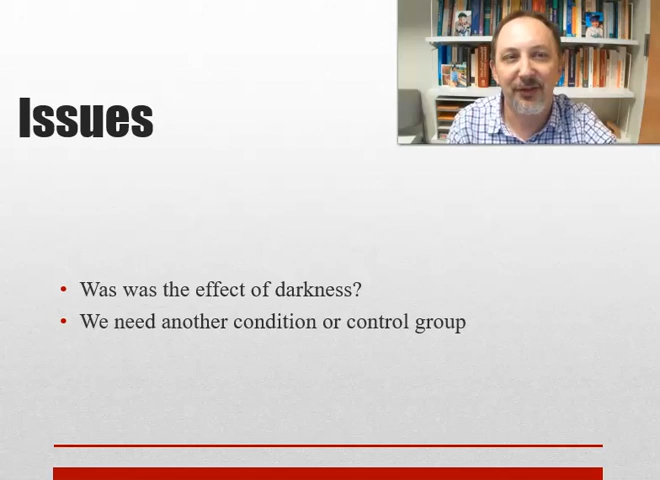 Issues
Was was the effect of darkness?
We need another condition or control group